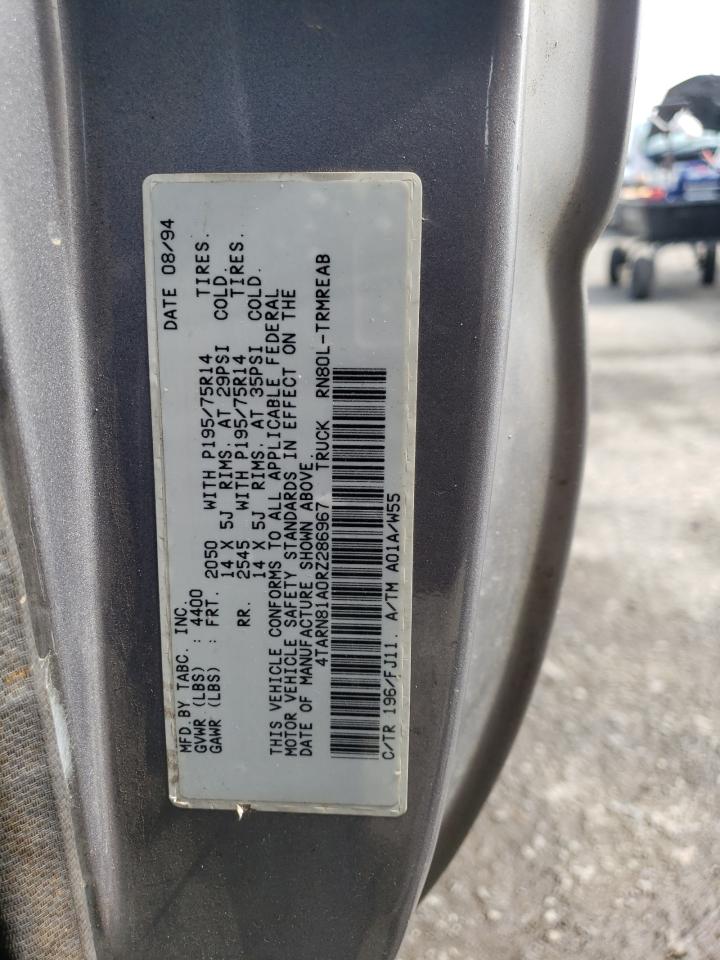 DATE 08/94
MFD.BY TABC. INC.
GVWR (LBS) : 4400
GAWR (LBS) : FRT. 2050 WITH P195/75R14 TIRES.
14 X 5J RIMS. AT 29PSI COLD.
RR. 2545 WITH P195/75R14 TIRES.
14 X 5J RIMS. AT 35PSI COLD.
THIS VEHICLE CONFORMS TO ALL APPLICABLE FEDERAL
MOTOR VEHICLE SAFETY STANDARDS IN EFFECT ON THE
DATE OF MANUFACTURE SHOWN ABOVE.
4TARN81A0RZ286967 TRUCK RN80L-TRMREAB
C/TR 196/FJ11. A/TM A01A/W55